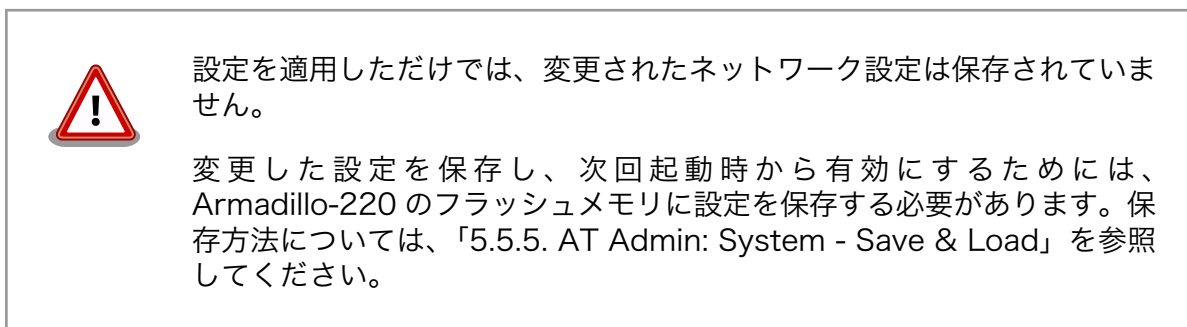 設定を適用しただけでは、変更されたネットワーク設定は保存されていま
せん。
変更した設定を保存し、次回起動時から有効にするためには、
Armadillo-220 のフラッシュメモリに設定を保存する必要があります。保
存方法については、「5.5.5. AT Admin: System - Save & Load」を参照
してください。